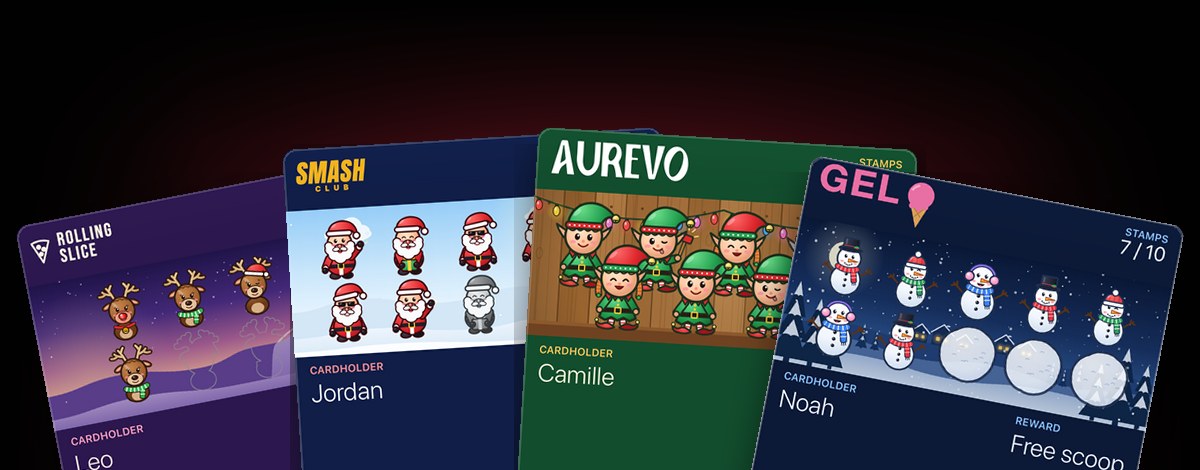 ROLLING
SLICE
CARDHOLDER
Leo
SMASH
CLUB
CARDHOLDER
Jordan
AUREVO
STAMPS
CARDHOLDER
Camille
GEL
STAMPS
7/10
CARDHOLDER
Noah
REWARD
Free scoop